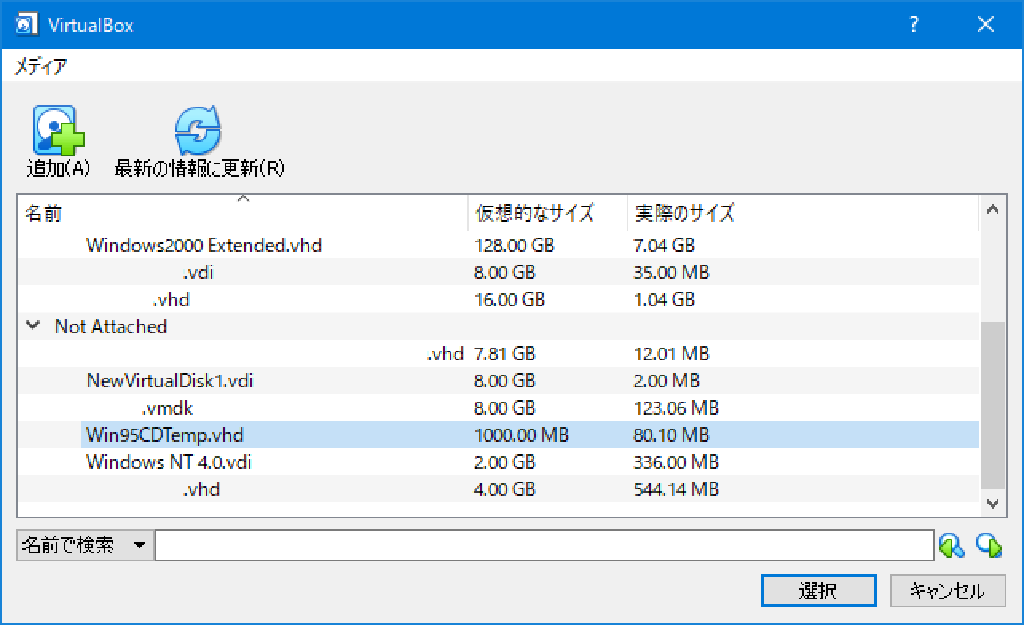 VirtualBox ?
メディア
追加(A) 最新の情報に更新(R)
名前 仮想的なサイズ 実際のサイズ
Windows2000 Extended.vhd 128.00 GB 7.04 GB
.vdi 8.00 GB 35.00 MB
.vhd 16.00 GB 1.04 GB
Not Attached
.vhd 7.81 GB 12.01 MB
NewVirtualDisk1.vdi 8.00 GB 2.00 MB
.vmdk 8.00 GB 123.06 MB
Win95CDTemp.vhd 1000.00 MB 80.10 MB
Windows NT 4.0.vdi 2.00 GB 336.00 MB
.vhd 4.00 GB 544.14 MB
名前で検索
選択 キャンセル